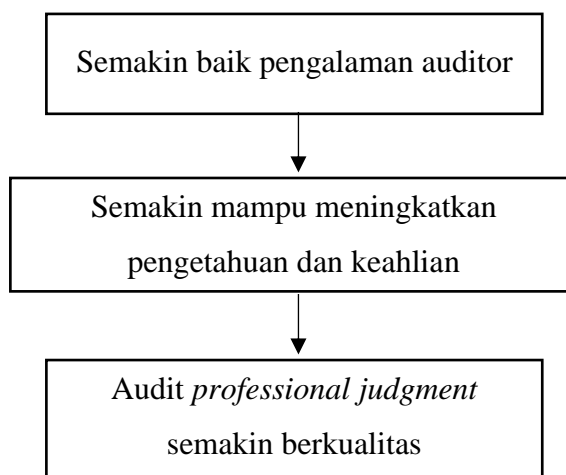 Semakin baik pengalaman auditor
Semakin mampu meningkatkan
pengetahuan dan keahlian
Audit professional judgment
semakin berkualitas